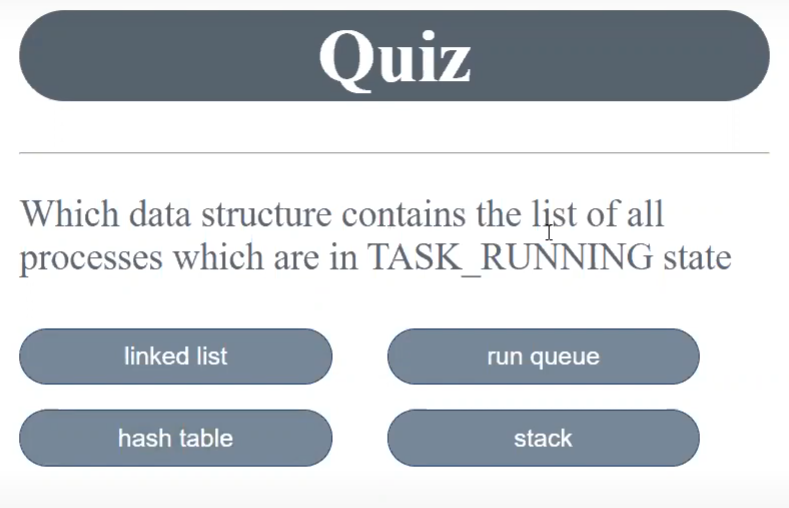 Quiz
Which data structure contains the list of all
processes which are in TASK_RUNNING state
linked list
run queue
hash table
stack